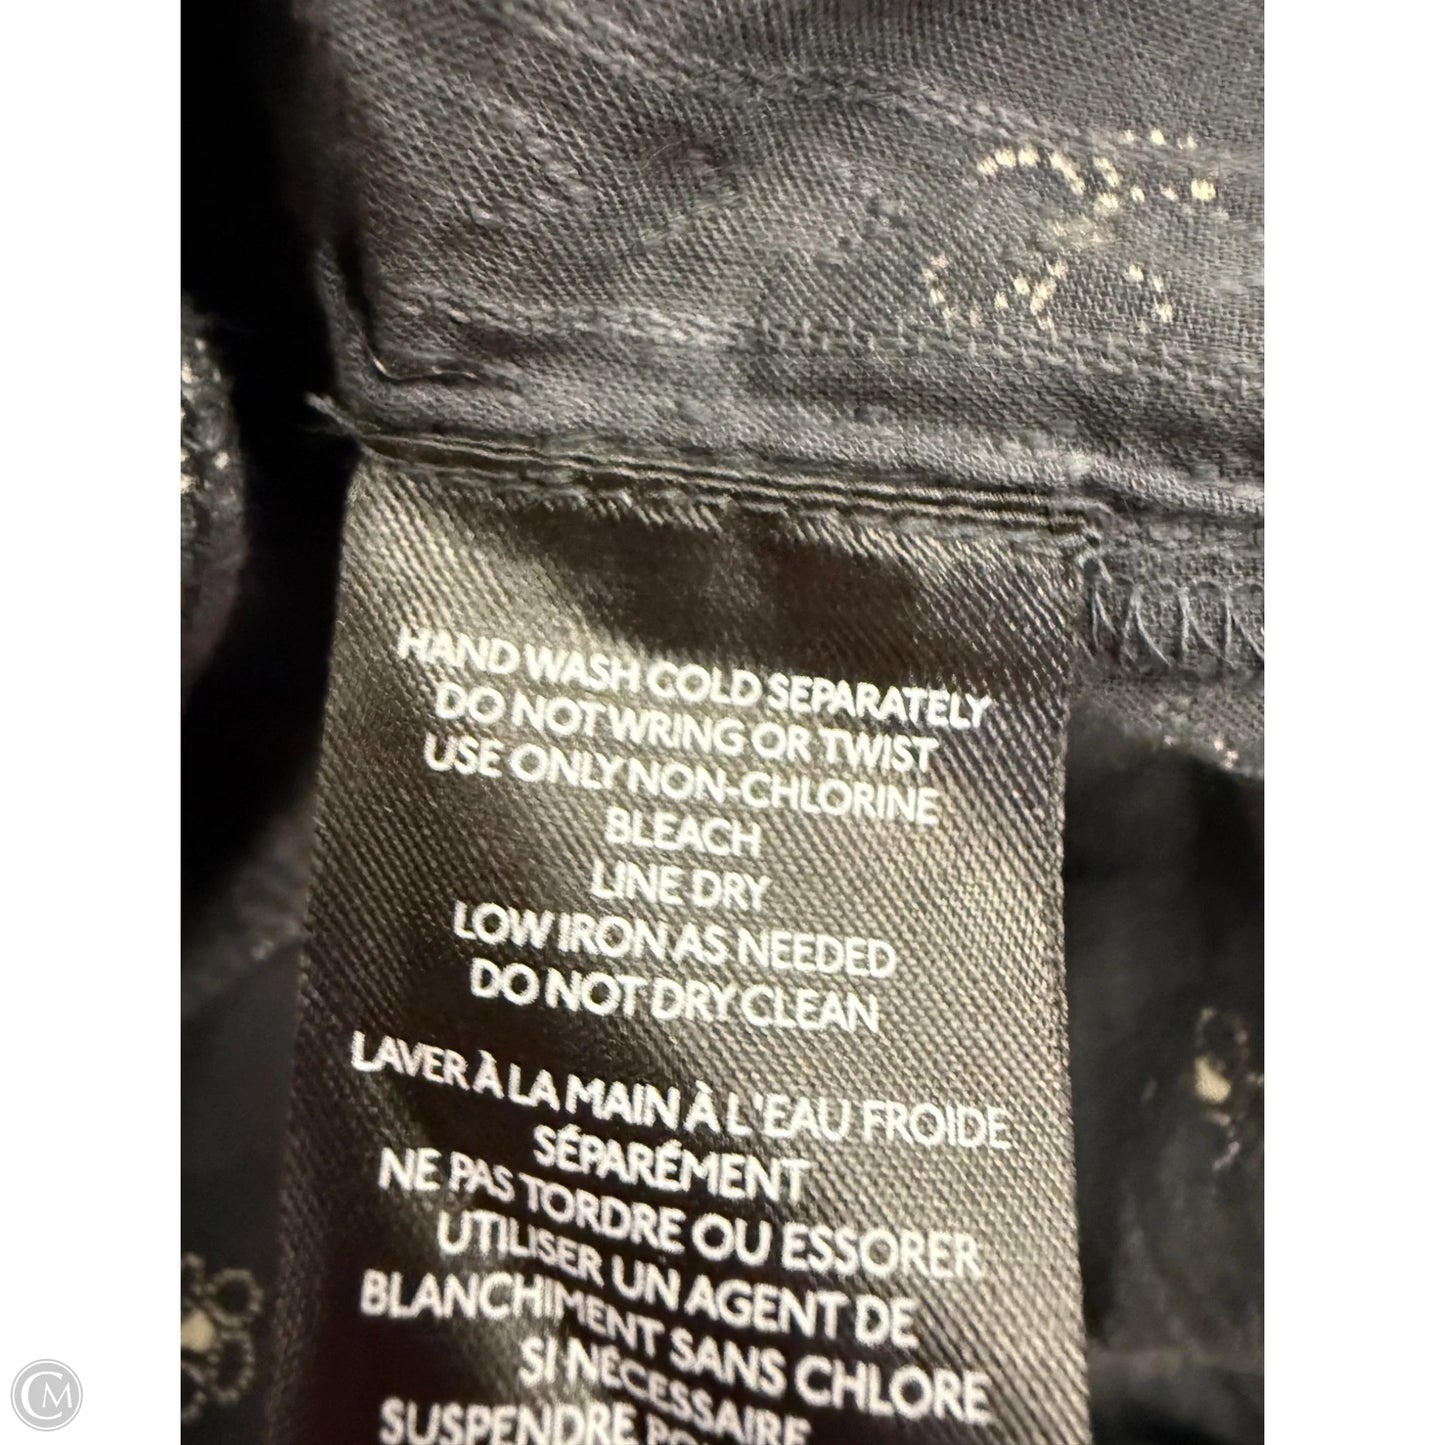 HAND WASH COLD SEPARATELY
DO NOT WRING OR TWIST
USE ONLY NON-CHLORINE
BLEACH
LINE DRY
LOW IRON AS NEEDED
DO NOT DRY CLEAN
LAVER À LA MAIN À L'EAU FROIDE
SÉPARÉMENT
NE PAS TORDRE OU ESSORER
UTILISER UN AGENT DE
BLANCHIMENT SANS CHLORE
SI NÉCESSAIRE
SUSPENDRE
CM